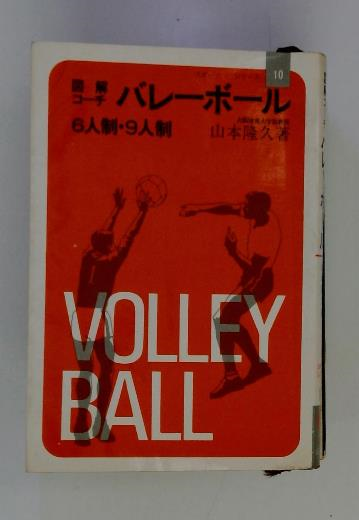 10
図解
コーチ
バレーボール
6人制・9人制
山本隆久著
VOLLEY
BALL